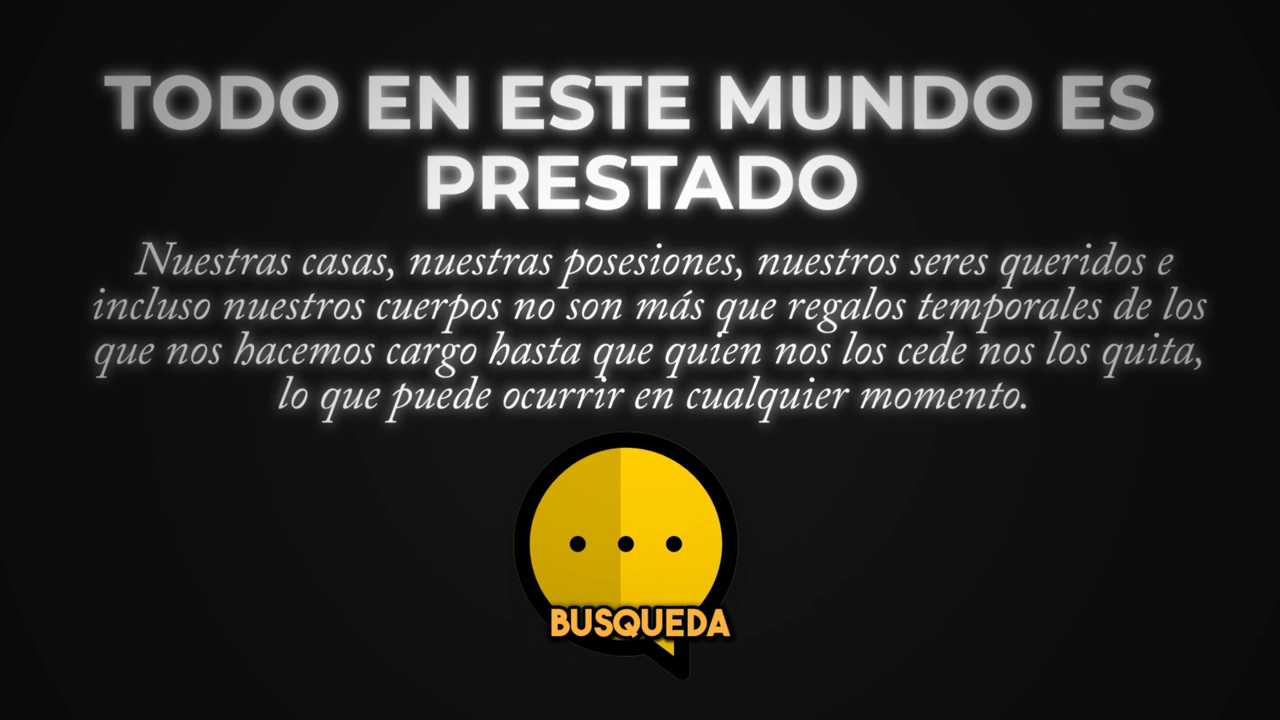 TODO EN ESTE MUNDO ES
PRESTADO
Nuestras casas, nuestras posesiones, nuestros seres queridos e
incluso nuestros cuerpos no son más que regalos temporales de los
que nos hacemos cargo hasta que quien nos los cede nos los quita,
lo que puede ocurrir en cualquier momento.
BUSQUEDA